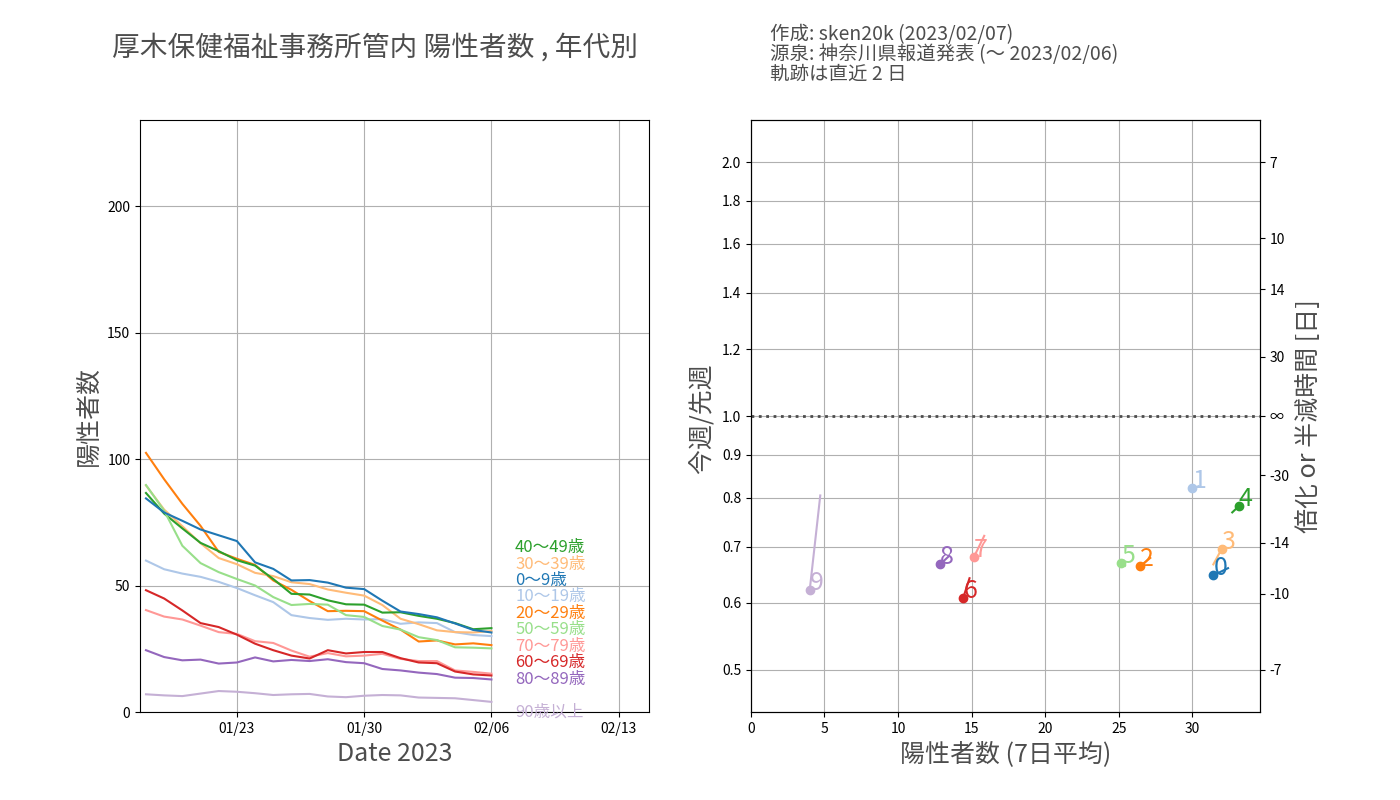 厚木保健福祉事務所管内 陽性者数 , 年代別
作成: sken20k (2023/02/07)
源泉: 神奈川県報道発表 (〜 2023/02/06)
軌跡は直近 2 日
陽性者数
200
150
100
50
0
01/23
01/30
02/06
02/13
Date 2023
40〜49歳
30〜39歳
0〜9歳
10〜19歳
20〜29歳
50〜59歳
70〜79歳
60〜69歳
80〜89歳
90歳以上
今週/先週
2.0
1.8
1.6
1.4
1.2
1.0
0.9
0.8
0.7
0.6
0.5
0
5
10
15
20
25
30
陽性者数 (7日平均)
9
8
7
6
5
2
1
3
0
4
7
10
14
30
∞
-30
-14
-10
-7
倍化 or 半減時間 [日]